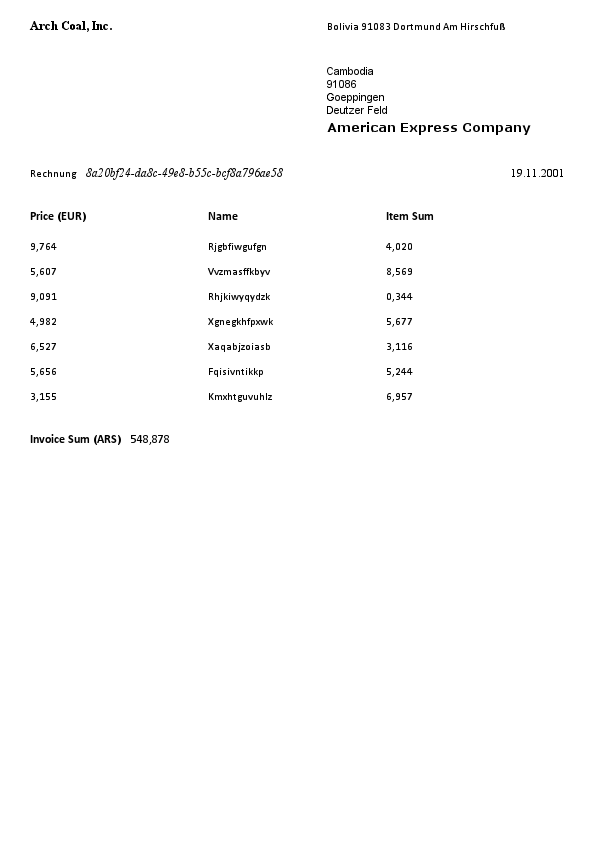 Arch Coal, Inc. Bolivia 91083 Dortmund Am Hirschfuß
Cambodia
91086
Goeppingen
Deutzer Feld
American Express Company
Rechnung 8a20bf24-da8c-49e8-b55c-bcf8a796ae58 19.11.2001
Price (EUR) Name Item Sum
9,764 Rjgbfiwgufgn 4,020
5,607 Vvzmasffkbyv 8,569
9,091 Rhjkiwyqydzk 0,344
4,982 Xgnegkhfpxwk 5,677
6,527 Xaqabjzoiasb 3,116
5,656 Fqisivntikkp 5,244
3,155 Kmxhtguvuhlz 6,957
Invoice Sum (ARS) 548,878